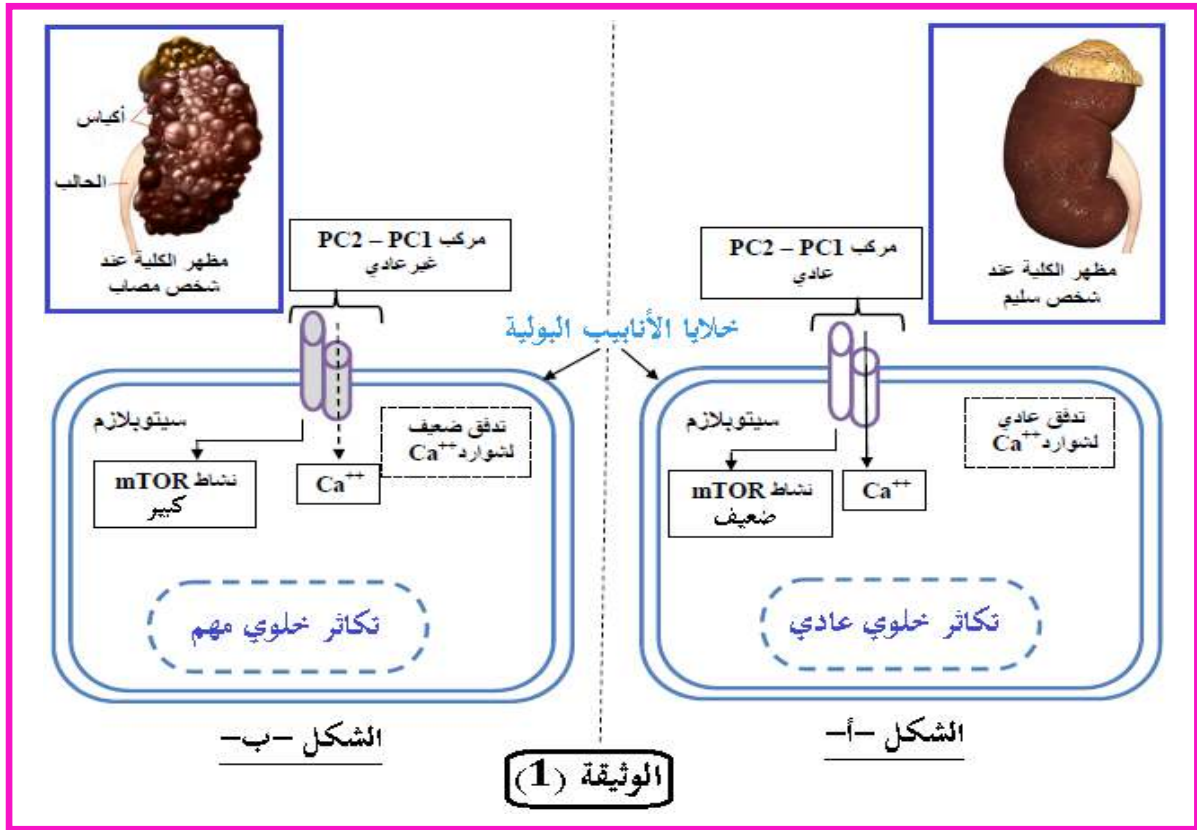 مظهر الكلية عند
شخص سليم
مركب PC2 – PC1
عادي
خلايا الأنابيب البولية
سيتوبلازم
تدفق عادي
لشوارد Ca++
نشاط mTOR
ضعيف
Ca++
تكاثر خلوي عادي
الشكل -أ-
أكياس
الحالب
مظهر الكلية عند
شخص مصاب
مركب PC2 – PC1
غير عادي
سيتوبلازم
تدفق ضعيف
لشوارد Ca++
نشاط mTOR
كبير
Ca++
تكاثر خلوي مهم
الشكل -ب-
الوثيقة (1)